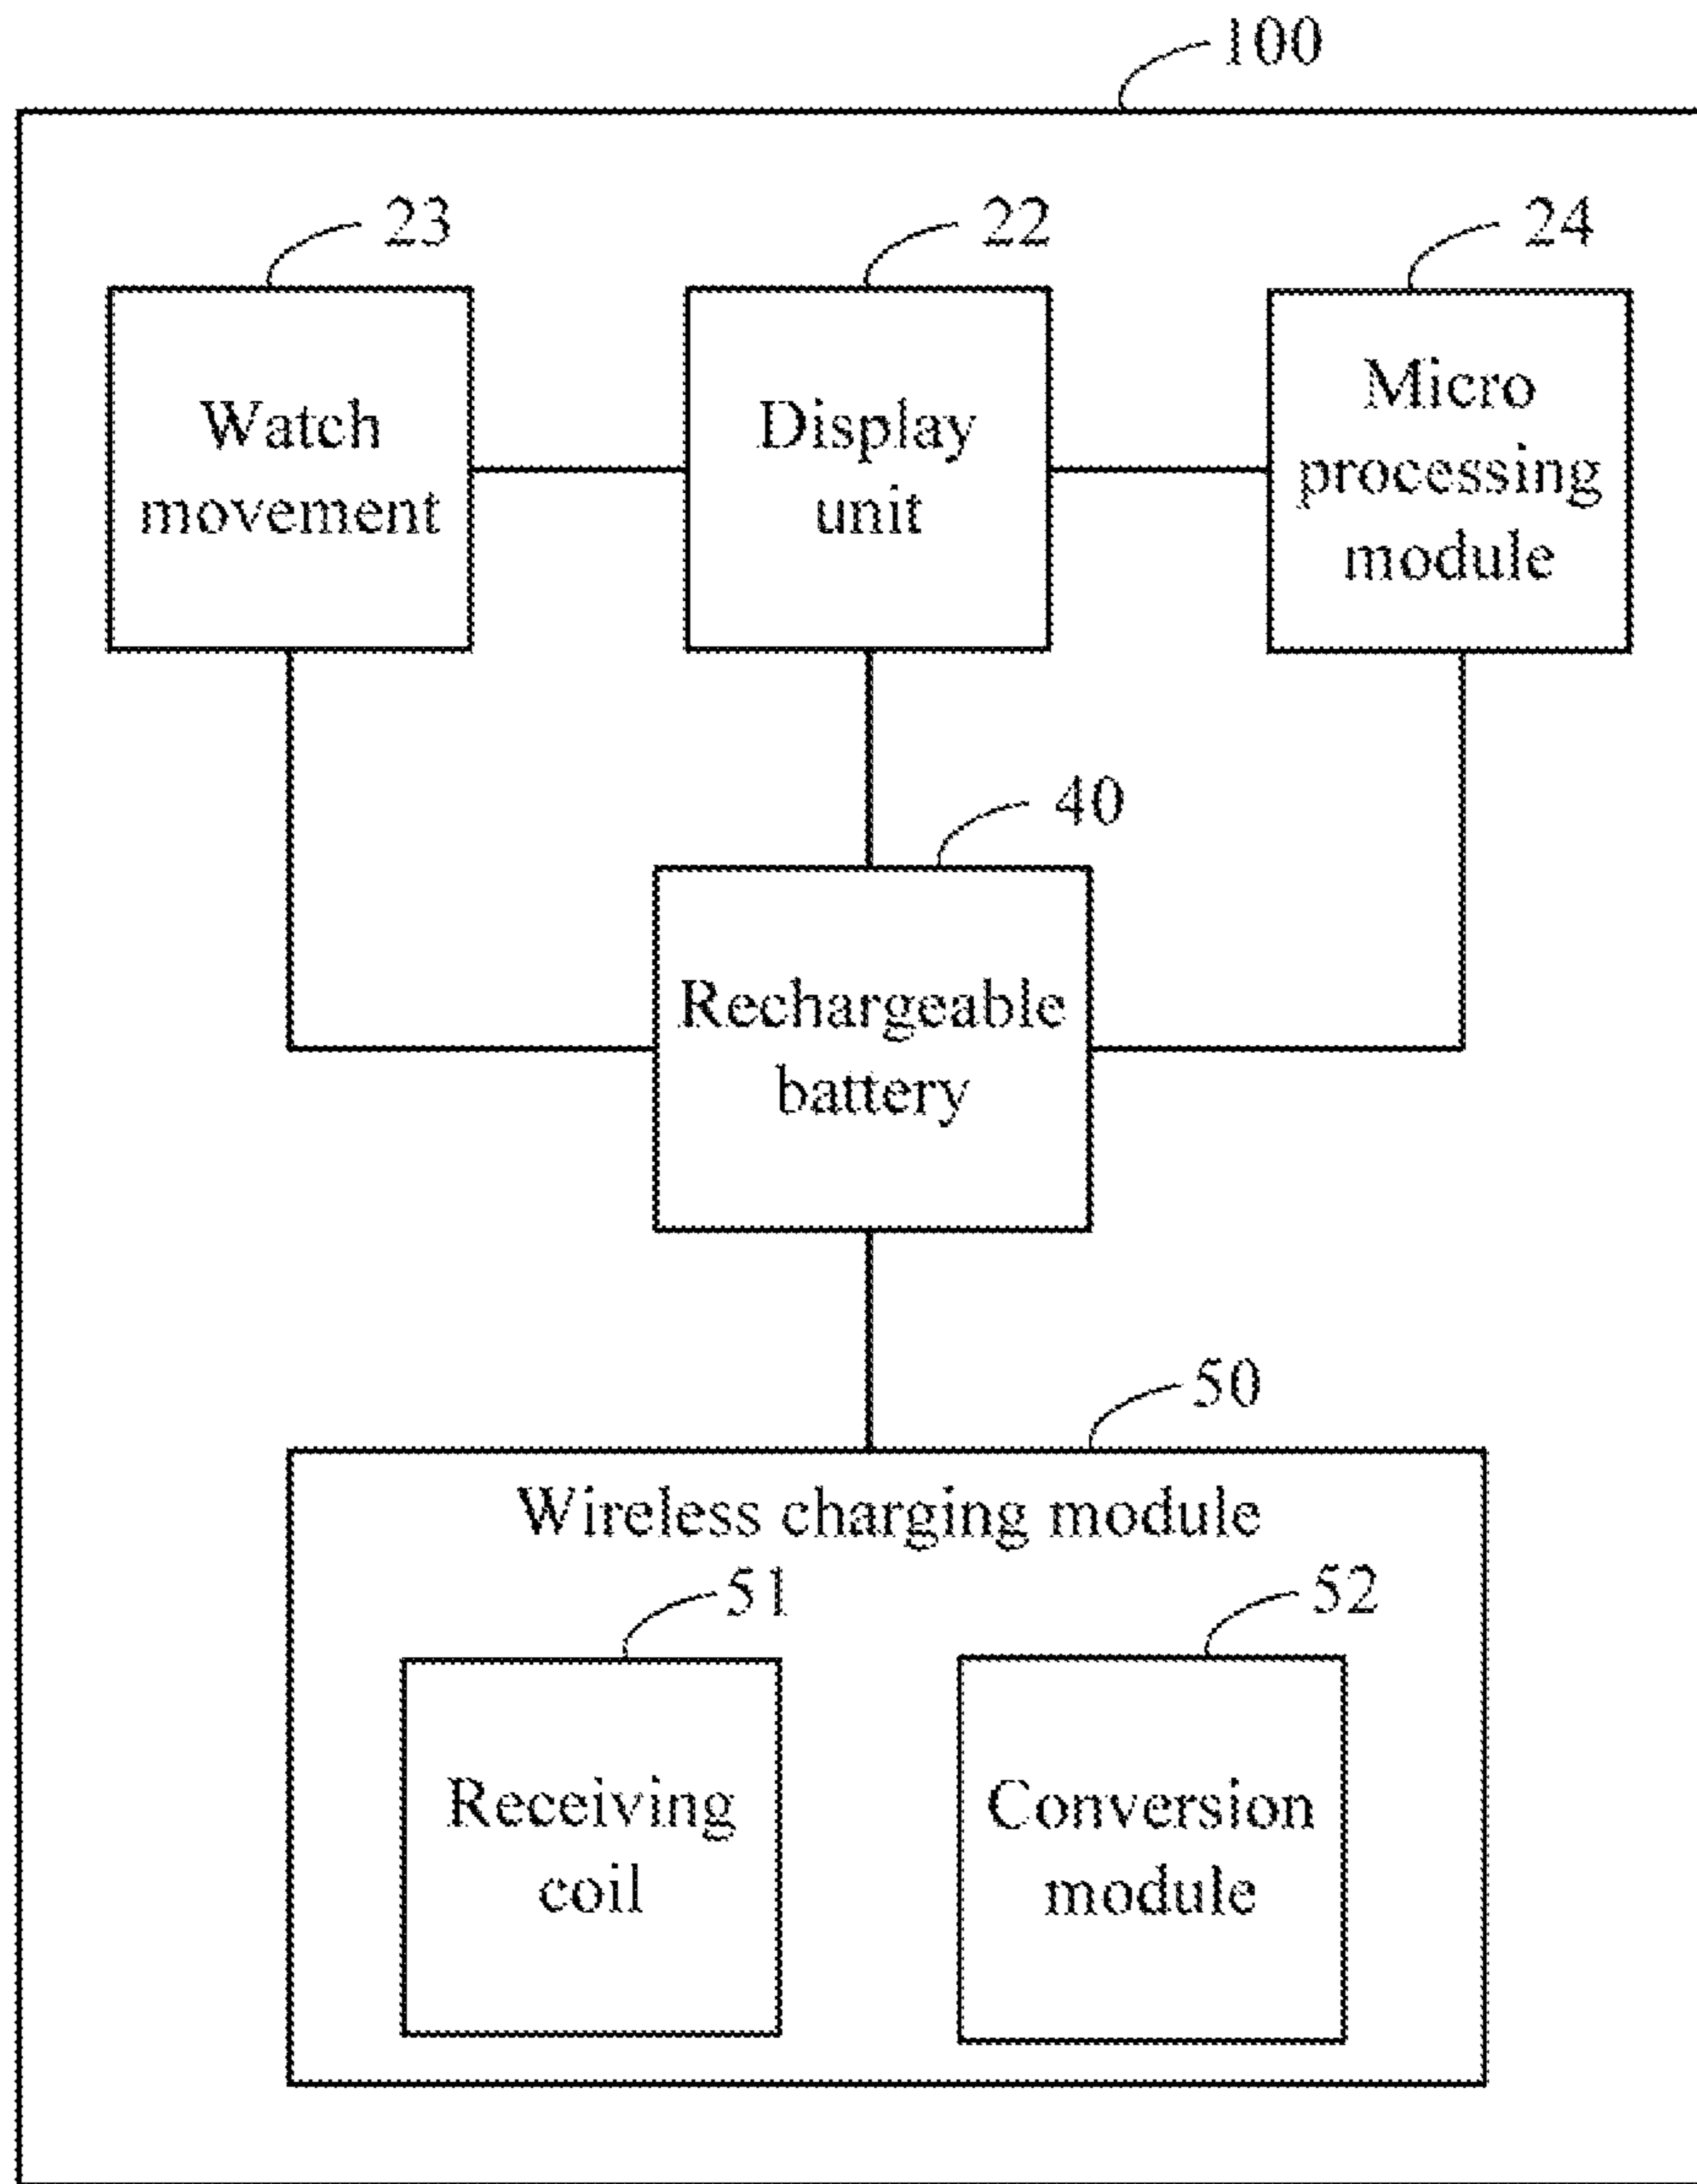 100
23
22
24
Watch
movement
Display
unit
Micro
processing
module
40
Rechargeable
battery
50
Wireless charging module
51
52
Receiving
coil
Conversion
module